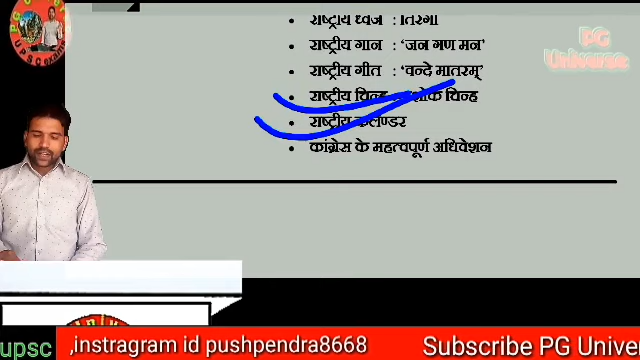 राष्ट्रीय ध्वज : तिरंगा
राष्ट्रीय गान : ‘जन गण मन’
राष्ट्रीय गीत : ‘वन्दे मातरम्’
राष्ट्रीय चिन्ह चिन्ह
राष्ट्रीय कलेण्डर
कांग्रेस के महत्वपूर्ण अधिवेशन
PG
Universe
upsc
,instragram id pushpendra8668
Subscribe PG Unive